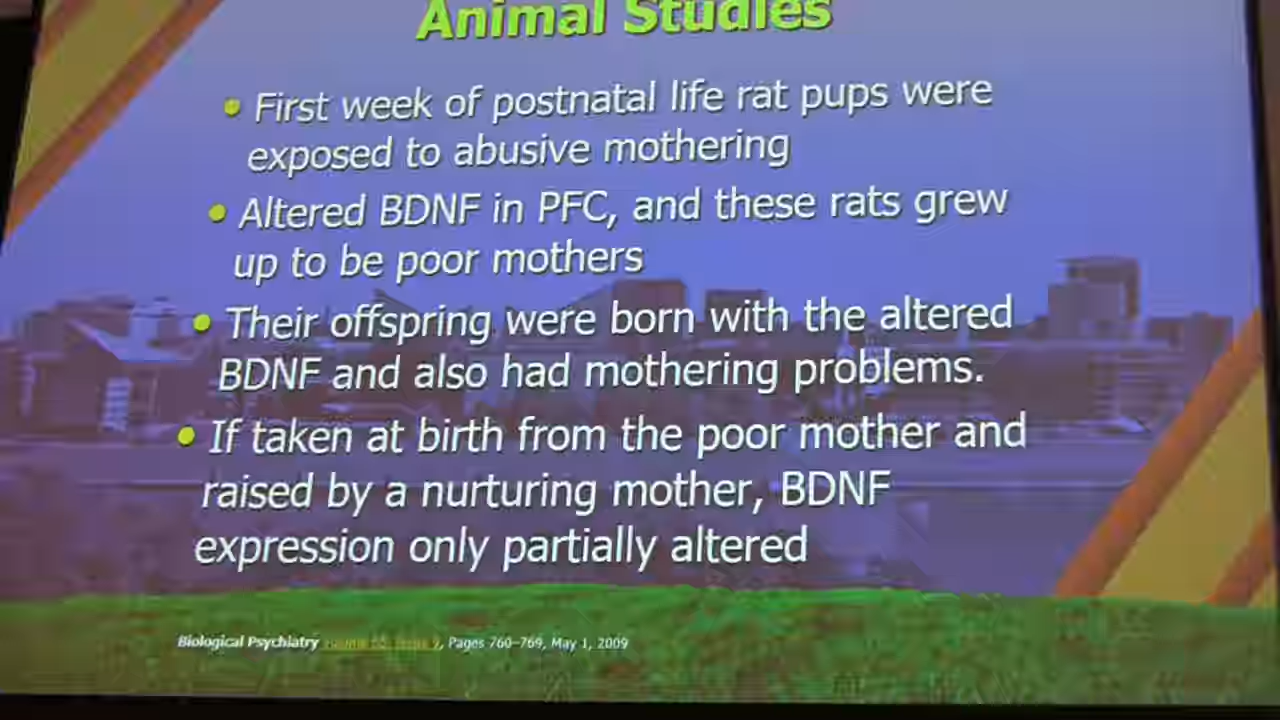 Animal Studies
• First week of postnatal life rat pups were
exposed to abusive mothering
• Altered BDNF in PFC, and these rats grew
up to be poor mothers
• Their offspring were born with the altered
BDNF and also had mothering problems.
• If taken at birth from the poor mother and
raised by a nurturing mother, BDNF
expression only partially altered
Biological Psychiatry 9, Pages 760-769, May 1, 2009